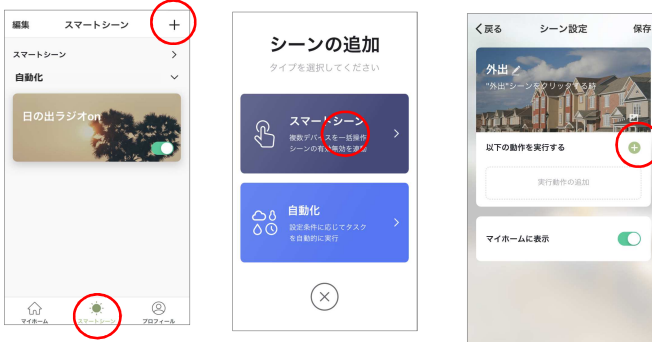 編集 スマートシーン +
スマートシーン >
自動化
日の出ラジオon
マイホーム スマートシーン プロフィール
シーンの追加
タイプを選択してください
スマートシーン
複数デバイスを一括操作
シーンの有効無効を連動
自動化
設定条件に応じてタスク
を自動的に実行
戻る シーン設定 保存
外出
"外出"シーンをクリックする時
以下の動作を実行する
実行動作の追加
マイホームに表示